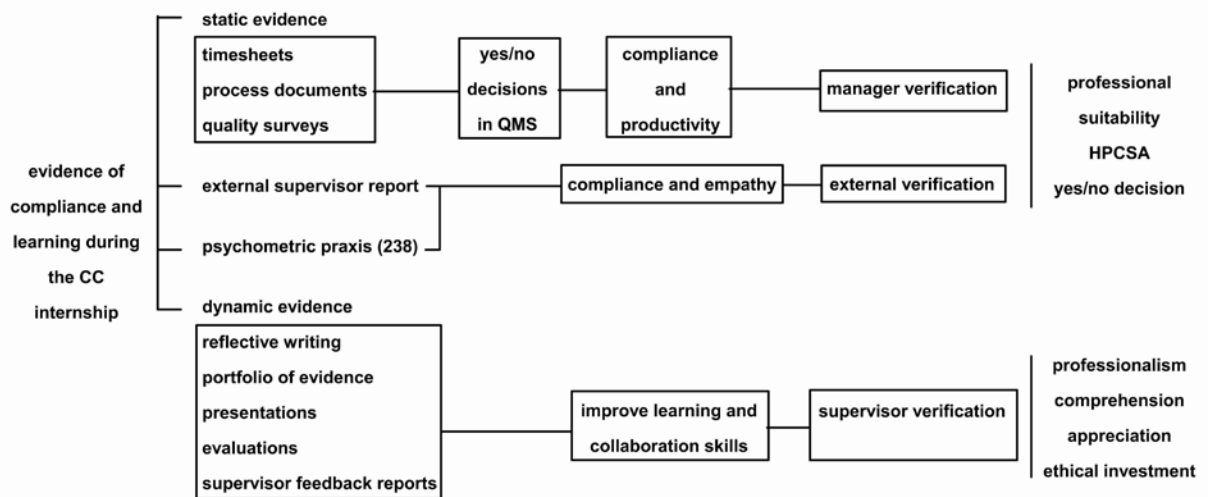 static evidence
timesheets
process documents
quality surveys
yes/no
decisions
in QMS
compliance
and
productivity
manager verification
professional
suitability
HPCSA
yes/no decision
evidence of
compliance and
learning during
the CC
internship
external supervisor report
compliance and empathy
external verification
psychometric praxis (238)
dynamic evidence
reflective writing
portfolio of evidence
presentations
evaluations
supervisor feedback reports
improve learning and
collaboration skills
supervisor verification
professionalism
comprehension
appreciation
ethical investment